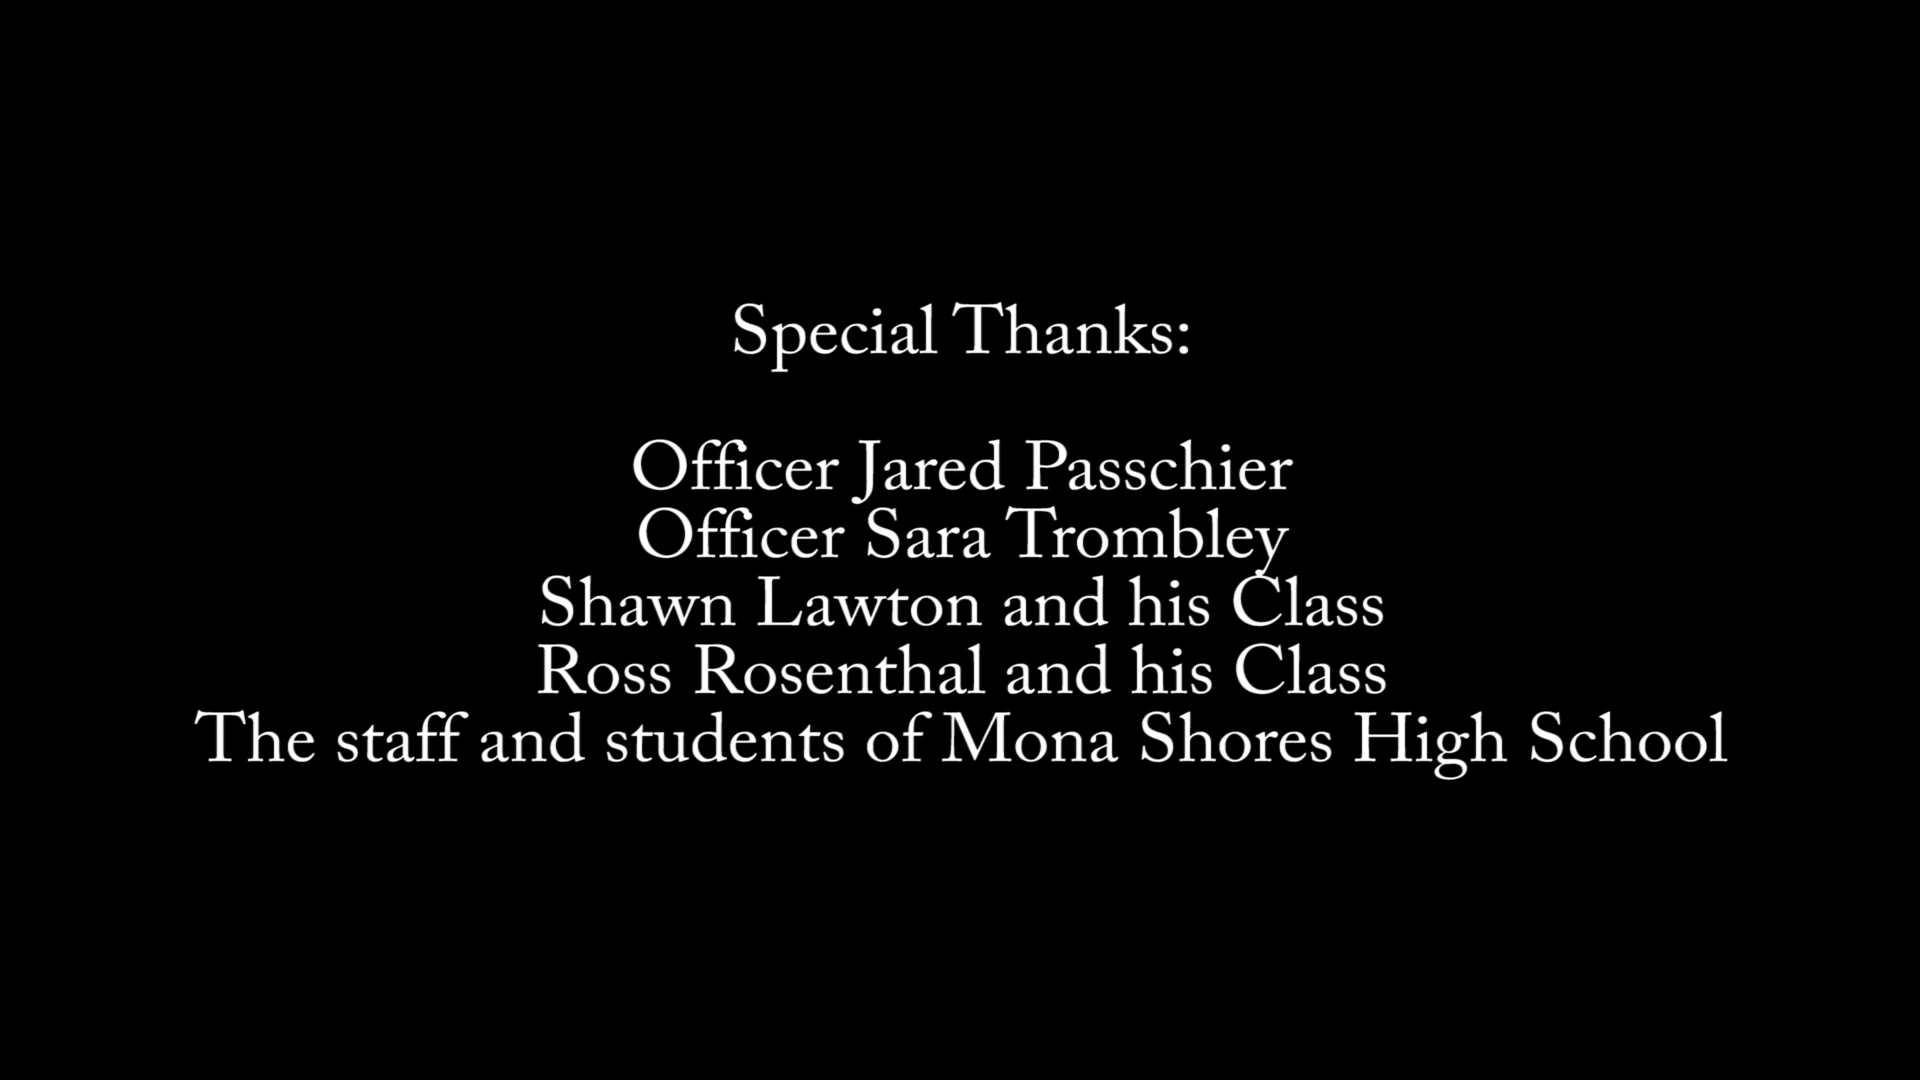 Special Thanks:
Officer Jared Passchier
Officer Sara Trombley
Shawn Lawton and his Class
Ross Rosenthal and his Class
The staff and students of Mona Shores High School